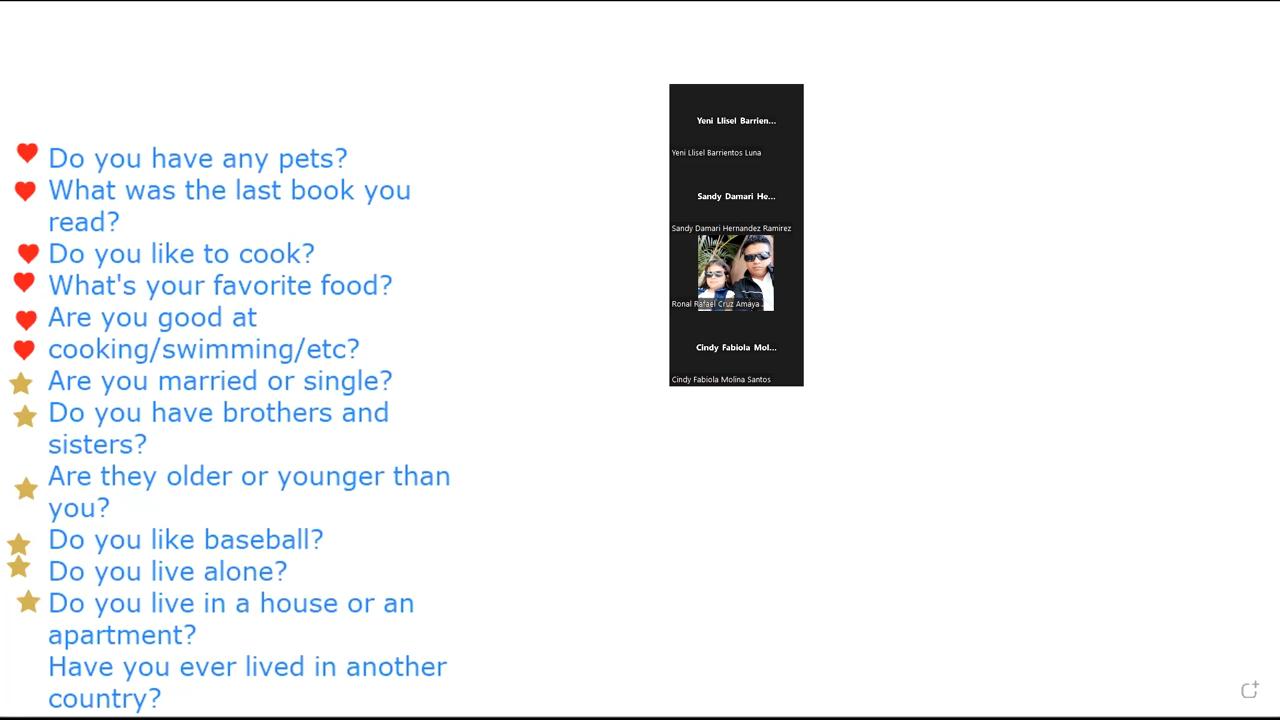 Do you have any pets?
What was the last book you
read?
Do you like to cook?
What's your favorite food?
Are you good at
cooking/swimming/etc?
Are you married or single?
Do you have brothers and
sisters?
Are they older or younger than
you?
Do you like baseball?
Do you live alone?
Do you live in a house or an
apartment?
Have you ever lived in another
country?
Yeni Llisel Barrien...
Yeni Llisel Barrientos Luna
Sandy Damari He...
Sandy Damari Hernandez Ramirez
Ronal Rafael Cruz Amaya
Cindy Fabiola Mol...
Cindy Fabiola Molina Santos